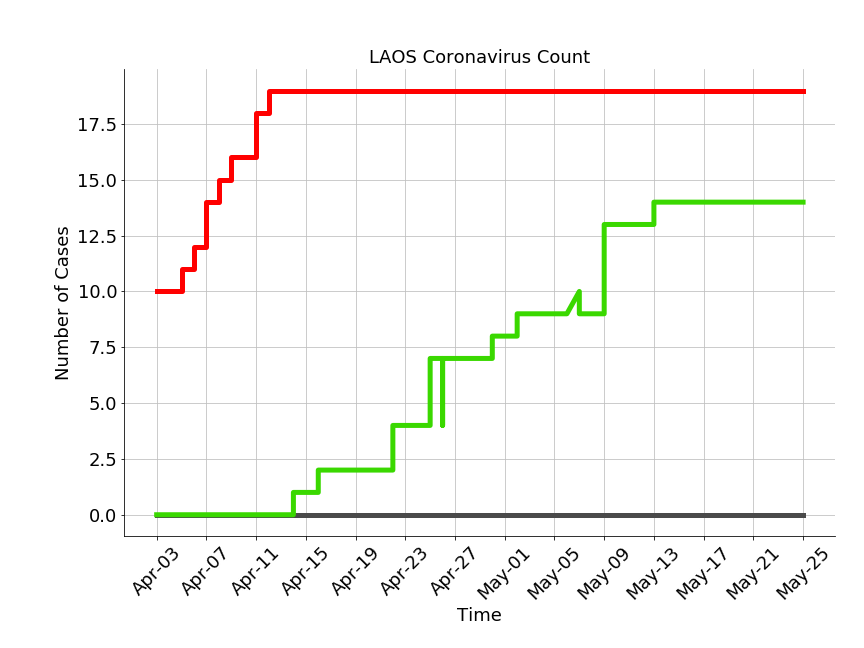 LAOS Coronavirus Count
Number of Cases
17.5
15.0
12.5
10.0
7.5
5.0
2.5
0.0
Apr-03
Apr-07
Apr-11
Apr-15
Apr-19
Apr-23
Apr-27
May-01
May-05
May-09
May-13
May-17
May-21
May-25
Time